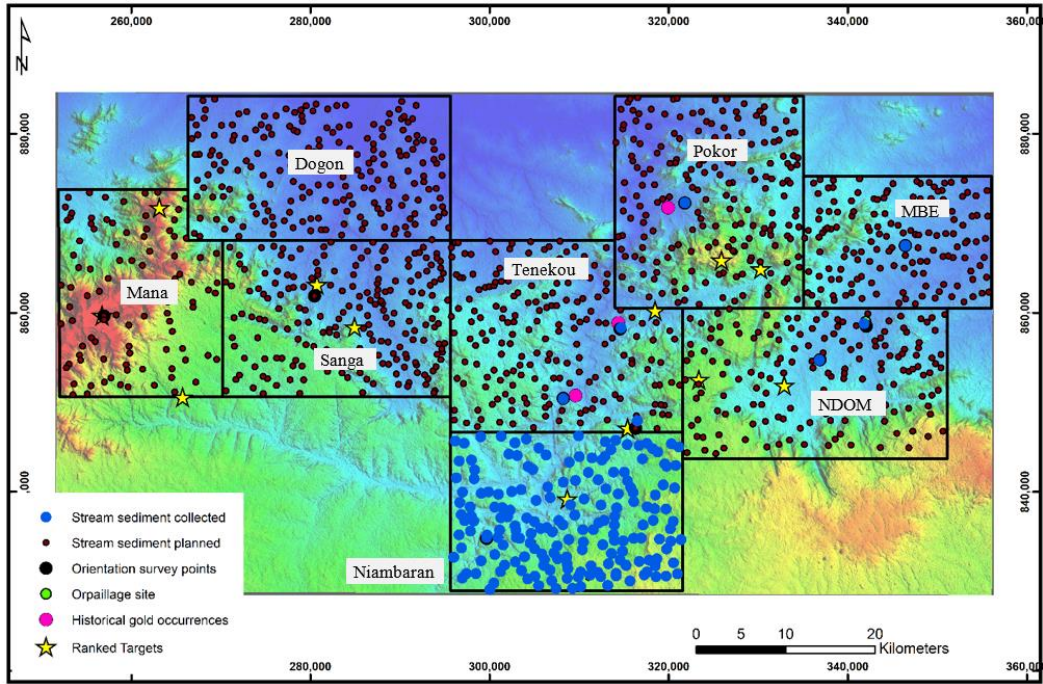 260,000 280,000 300,000 320,000 340,000 360,000
N
880,000 880,000
Dogon
Pokor
MBE
Tenekou
Mana
860,000 860,000
Sanga
NDOM
,000 840,000
Niambaran
Stream sediment collected
Stream sediment planned
Orientation survey points
Orpaillage site
Historical gold occurrences
Ranked Targets
0 5 10 20
Kilometers
260,000 280,000 300,000 320,000 340,000 360,000